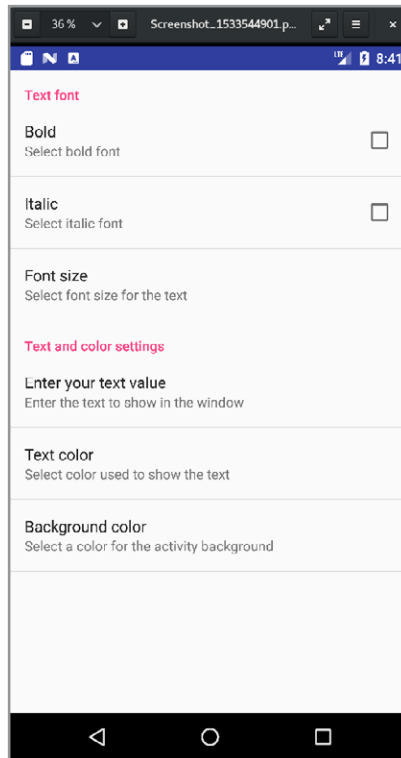 36 %
Screenshot_1533544901.p...
LTE 8:41
Text font
Bold
Select bold font
Italic
Select italic font
Font size
Select font size for the text
Text and color settings
Enter your text value
Enter the text to show in the window
Text color
Select color used to show the text
Background color
Select a color for the activity background